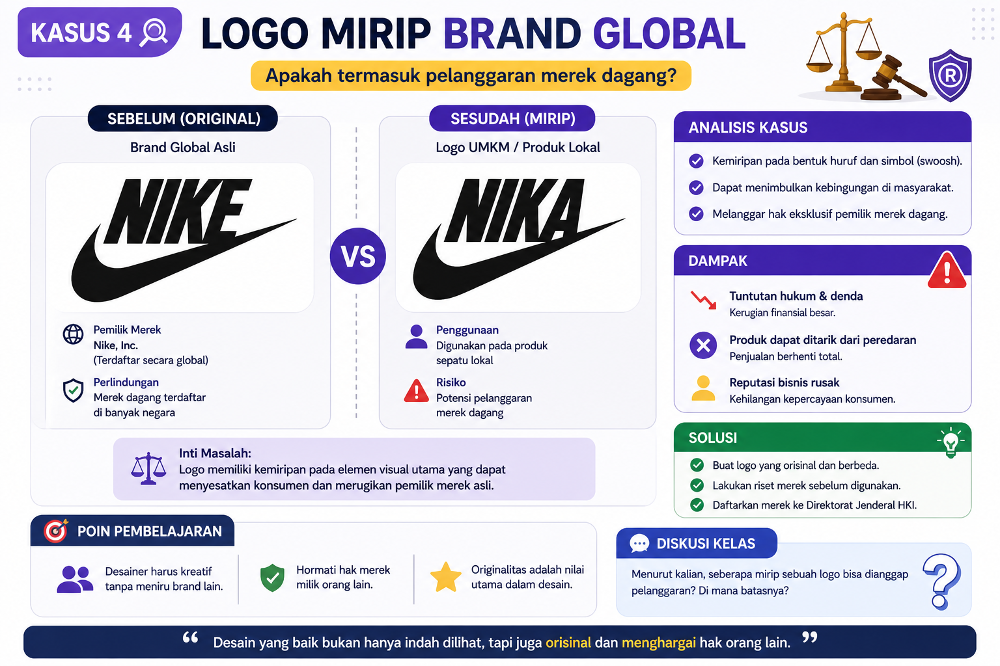 KASUS 4
LOGO MIRIP BRAND GLOBAL
Apakah termasuk pelanggaran merek dagang?
R
SEBELUM (ORIGINAL)
Brand Global Asli
NIKE
Pemilik Merek
Nike, Inc.
(Terdaftar secara global)
Perlindungan
Merek dagang terdaftar
di banyak negara
VS
SESUDAH (MIRIP)
Logo UMKM / Produk Lokal
NIKA
Penggunaan
Digunakan pada produk
sepatu lokal
Risiko
Potensi pelanggaran
merek dagang
Inti Masalah:
Logo memiliki kemiripan pada elemen visual utama yang dapat
menyesatkan konsumen dan merugikan pemilik merek asli.
ANALISIS KASUS
Kemiripan pada bentuk huruf dan simbol (swoosh).
Dapat menimbulkan kebingungan di masyarakat.
Melanggar hak eksklusif pemilik merek dagang.
DAMPAK
Tuntutan hukum & denda
Kerugian finansial besar.
Produk dapat ditarik dari peredaran
Penjualan berhenti total.
Reputasi bisnis rusak
Kehilangan kepercayaan konsumen.
SOLUSI
Buat logo yang orisinal dan berbeda.
Lakukan riset merek sebelum digunakan.
Daftarkan merek ke Direktorat Jenderal HKI.
POIN PEMBELAJARAN
Desainer harus kreatif
tanpa meniru brand lain.
Hormati hak merek
milik orang lain.
Originalitas adalah nilai
utama dalam desain.
DISKUSI KELAS
Menurut kalian, seberapa mirip sebuah logo bisa dianggap
pelanggaran? Di mana batasnya?
“ Desain yang baik bukan hanya indah dilihat, tapi juga orisinal dan menghargai hak orang lain. ”